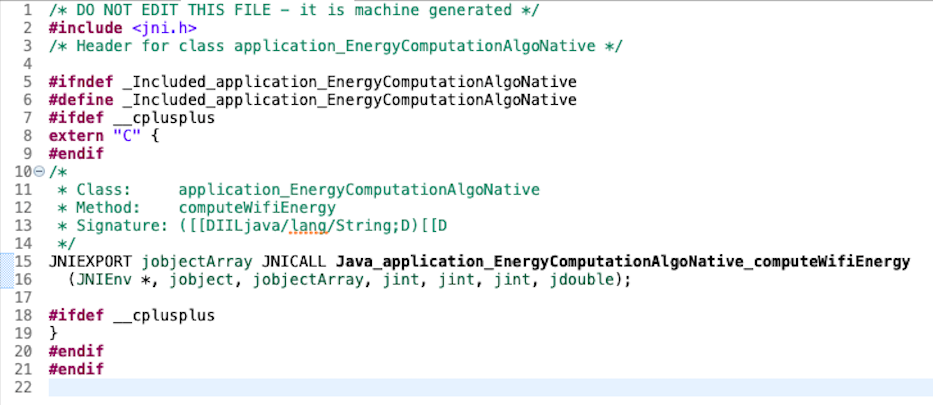 1 /* DO NOT EDIT THIS FILE - it is machine generated */
2 #include <jni.h>
3 /* Header for class application_EnergyComputationAlgoNative */
4
5 #ifndef _Included_application_EnergyComputationAlgoNative
6 #define _Included_application_EnergyComputationAlgoNative
7 #ifdef __cplusplus
8 extern "C" {
9 #endif
10 /*
11  * Class:     application_EnergyComputationAlgoNative
12  * Method:    computeWifiEnergy
13  * Signature: ([[DIILjava/lang/String;D)[[D
14  */
15 JNIEXPORT jobjectArray JNICALL Java_application_EnergyComputationAlgoNative_computeWifiEnergy
16   (JNIEnv *, jobject, jobjectArray, jint, jint, jint, jdouble);
17
18 #ifdef __cplusplus
19 }
20 #endif
21 #endif
22